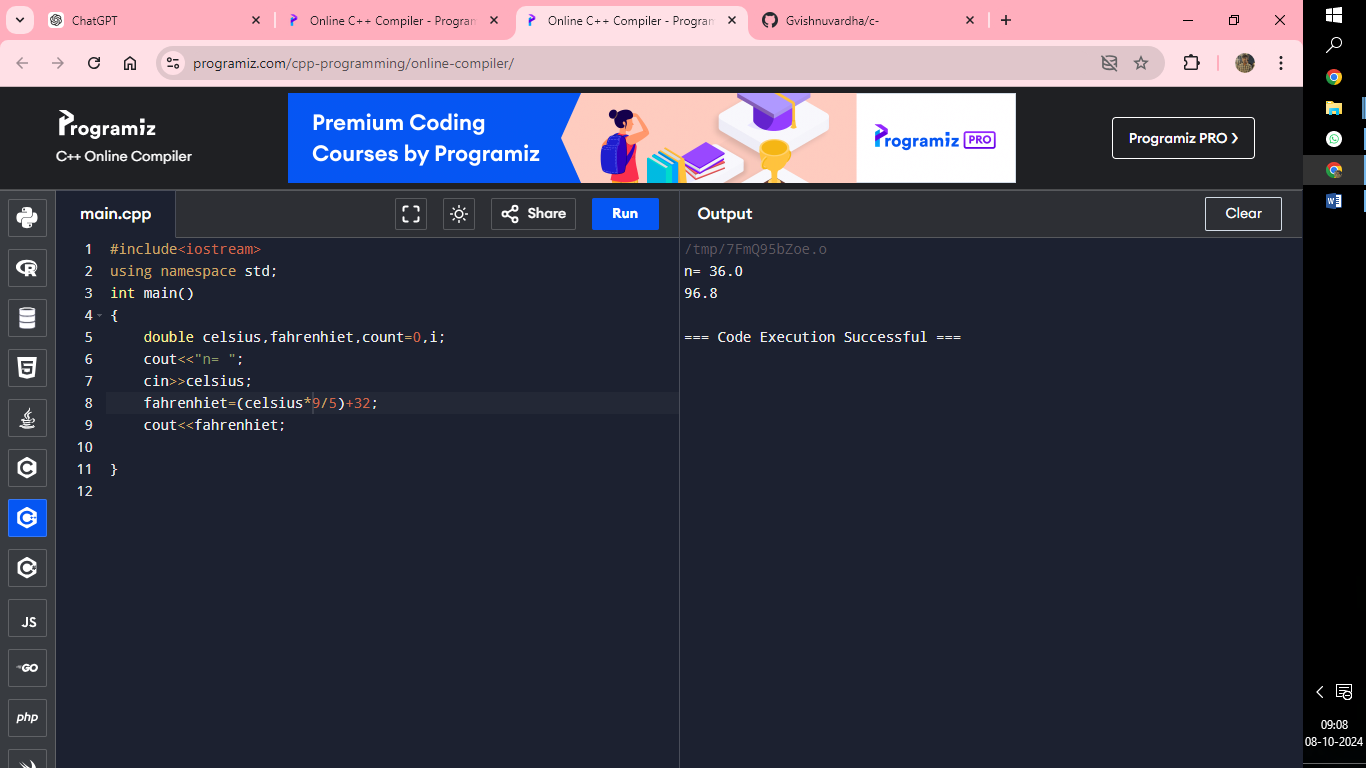 ChatGPT
Online C++ Compiler - Program
Online C++ Compiler - Program
Gvishnuvardha/c-
programiz.com/cpp-programming/online-compiler/
Programiz
C++ Online Compiler
Premium Coding
Courses by Programiz
Programiz PRO
Programiz PRO ❯
main.cpp
Share
Run
Output
Clear
1 #include<iostream>
2 using namespace std;
3 int main()
4 {
5 double celsius,fahrenhiet,count=0,i;
6 cout<<"n= ";
7 cin>>celsius;
8 fahrenhiet=(celsius*9/5)+32;
9 cout<<fahrenhiet;
10
11 }
12
/tmp/7FmQ95bZoe.o
n= 36.0
96.8
=== Code Execution Successful ===
R
5
C
C
C
JS
GO
php
W
09:08
08-10-2024